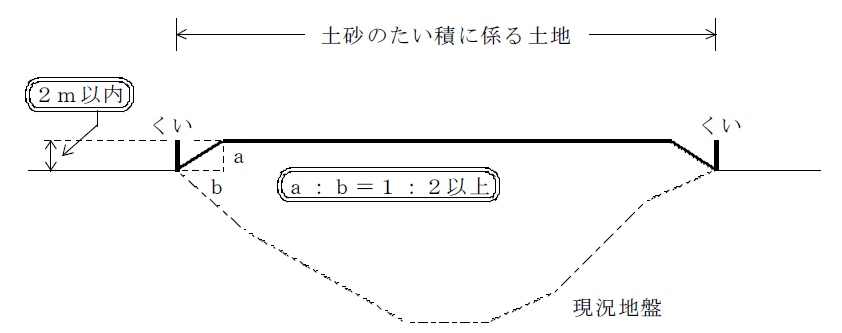 土砂のたい積に係る土地
２ｍ以内
くい
くい
a
b
ａ：ｂ＝１：２以上
現況地盤